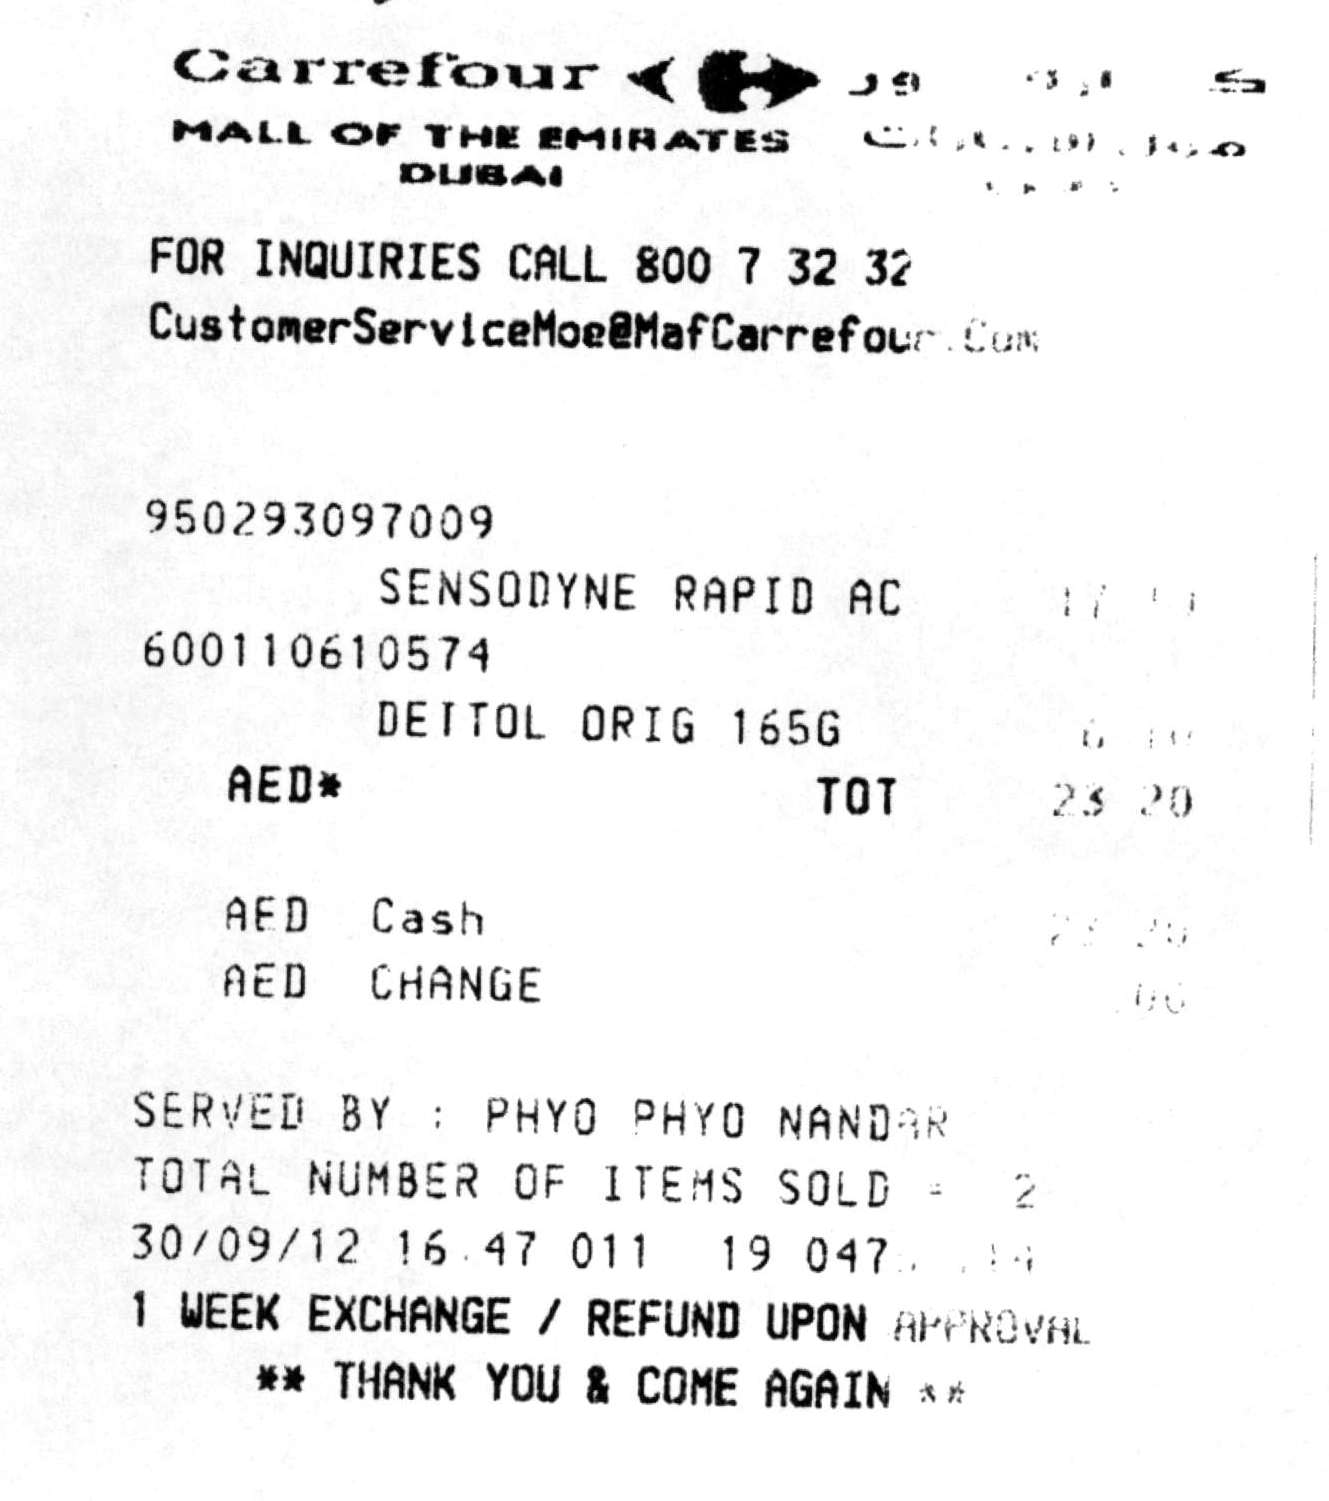 Carrefour
MALL OF THE EMIRATES
DUBAI
FOR INQUIRIES CALL 800 7 32 32
CustomerServiceMoe@MafCarrefour.Com
950293097009
SENSODYNE RAPID AC
600110610574
DETTOL ORIG 165G
AED* TOT 23 20
AED Cash 23 20
AED CHANGE
SERVED BY : PHYO PHYO NANDAR
TOTAL NUMBER OF ITEMS SOLD = 2
30/09/12 16.47 011 19 047
1 WEEK EXCHANGE / REFUND UPON APPROVAL
** THANK YOU & COME AGAIN **